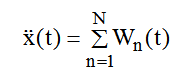 ẍ(t) = ∑_{n=1}^{N} Wₙ(t)